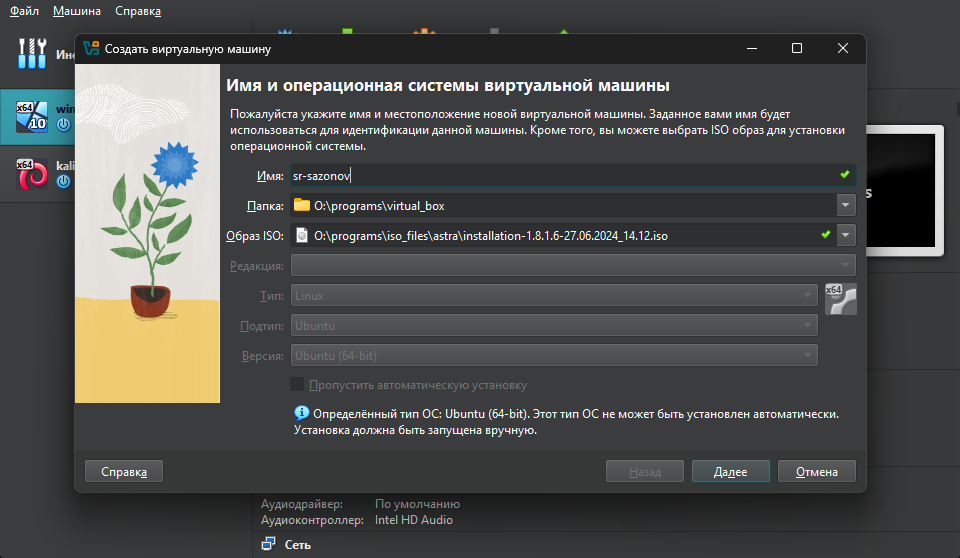 Файл Машина Справка
Создать виртуальную машину
x64
10
x64
kali
Имя и операционная системы виртуальной машины
Пожалуйста укажите имя и местоположение новой виртуальной машины. Заданное вами имя будет
использоваться для идентификации данной машины. Кроме того, вы можете выбрать ISO образ для установки
операционной системы.
Имя: sr-sazonov
Папка: O:\programs\virtual_box
Образ ISO: O:\programs\iso_files\astra\installation-1.8.1.6-27.06.2024_14.12.iso
Редакция:
Тип: Linux
x64
Подтип: Ubuntu
Версия: Ubuntu (64-bit)
Пропустить автоматическую установку
Определённый тип ОС: Ubuntu (64-bit). Этот тип ОС не может быть установлен автоматически.
Установка должна быть запущена вручную.
Справка Назад Далее Отмена
Аудиодрайвер: По умолчанию
Аудиоконтроллер: Intel HD Audio
Сеть